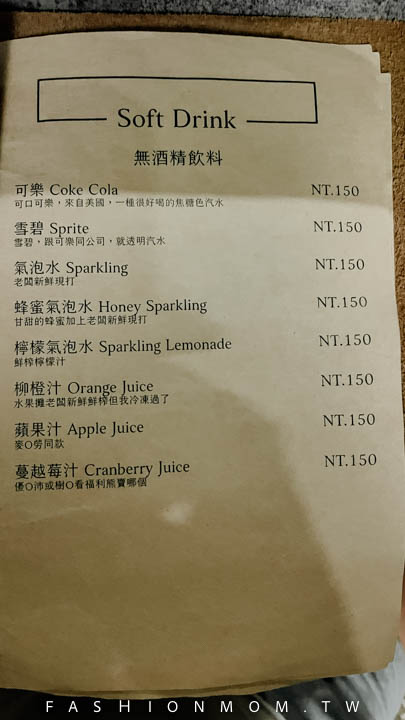 Soft Drink
無酒精飲料
可樂 Coke Cola NT.150
可口可樂，來自美國，一種很好喝的焦糖色汽水
雪碧 Sprite NT.150
雪碧，跟可樂同公司，就透明汽水
氣泡水 Sparkling NT.150
老闆新鮮現打
蜂蜜氣泡水 Honey Sparkling NT.150
甘甜的蜂蜜加上老闆新鮮現打
檸檬氣泡水 Sparkling Lemonade NT.150
鮮榨檸檬汁
柳橙汁 Orange Juice NT.150
水果攤老闆新鮮鮮榨但我冷凍過了
蘋果汁 Apple Juice NT.150
麥O勞同款
蔓越莓汁 Cranberry Juice NT.150
優O沛或樹O看福利熊賣哪個
FASHIONMOM.TW